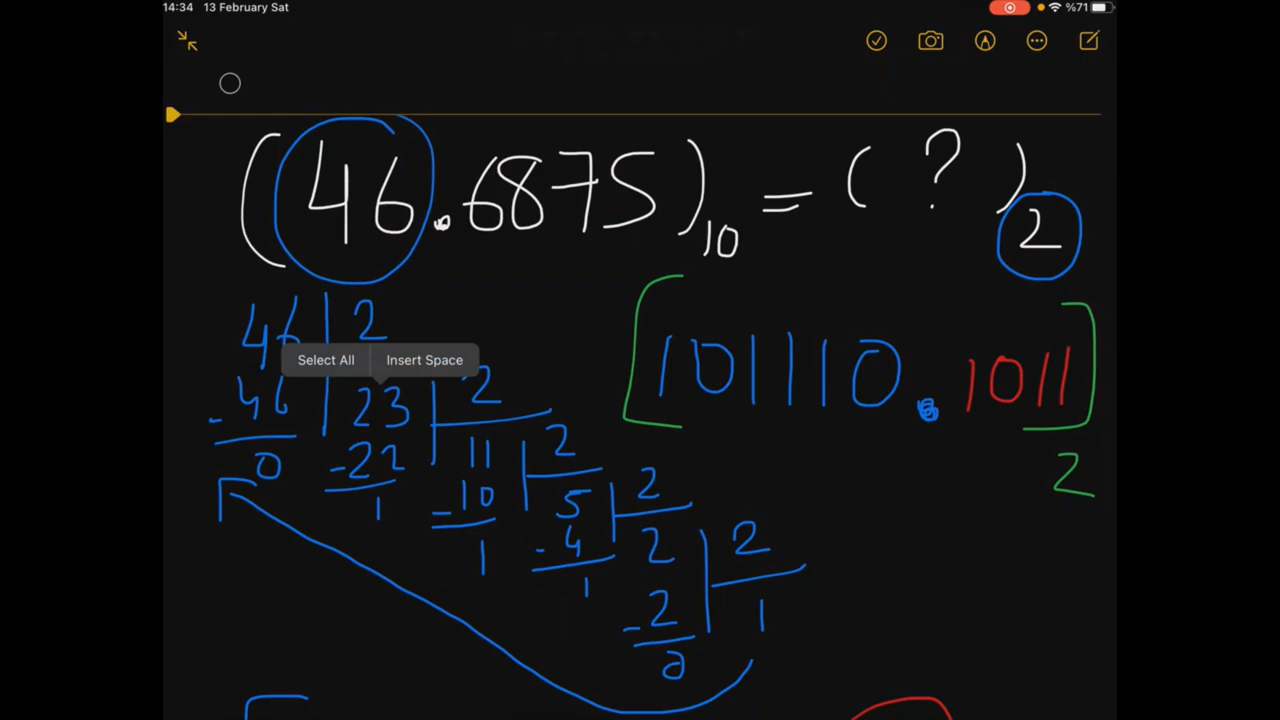 14:34 13 February Sat %71
(46.6875)10 = ( ? )2
46 2
Select All Insert Space
-46 23 2
0 -22 11 2
1 -10 5 2
1 -4 2 2
1 -2 1
0
[101110.1011]2